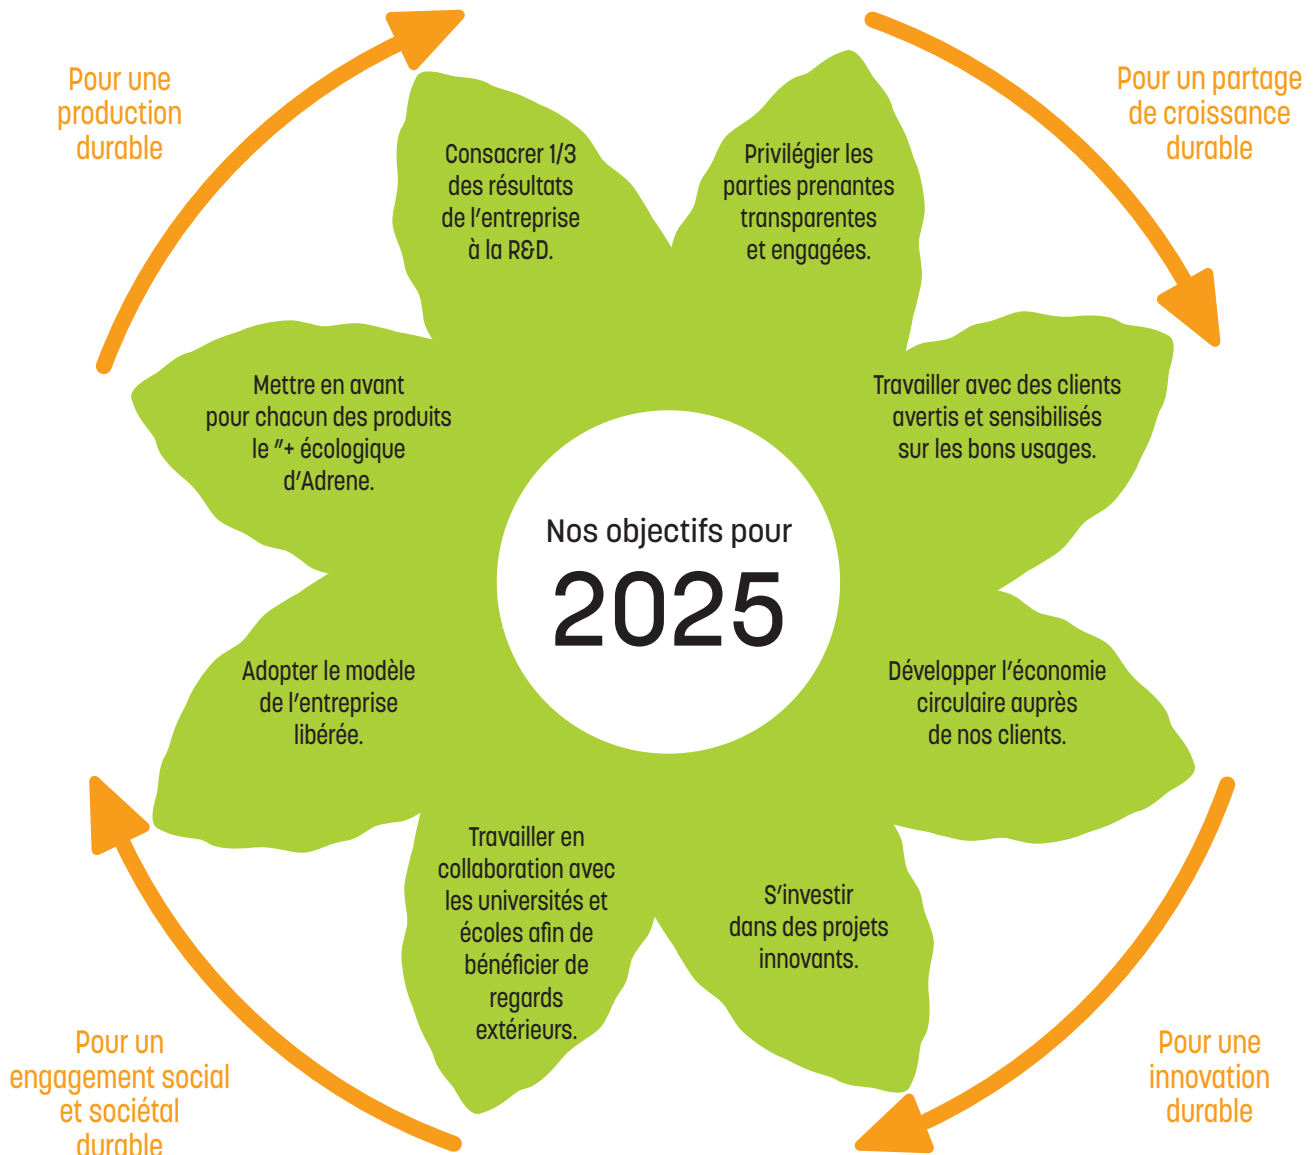 Pour une
production
durable
Pour un partage
de croissance
durable
Consacrer 1/3
des résultats
de l'entreprise
à la R&D.
Privilégier les
parties prenantes
transparentes
et engagées.
Mettre en avant
pour chacun des produits
le "+ écologique
d'Adrene.
Travailler avec des clients
avertis et sensibilisés
sur les bons usages.
Nos objectifs pour
2025
Adopter le modèle
de l'entreprise
libérée.
Développer l'économie
circulaire auprès
de nos clients.
Travailler en
collaboration avec
les universités et
écoles afin de
bénéficier de
regards
extérieurs.
S'investir
dans des projets
innovants.
Pour un
engagement social
et sociétal
durable
Pour une
innovation
durable